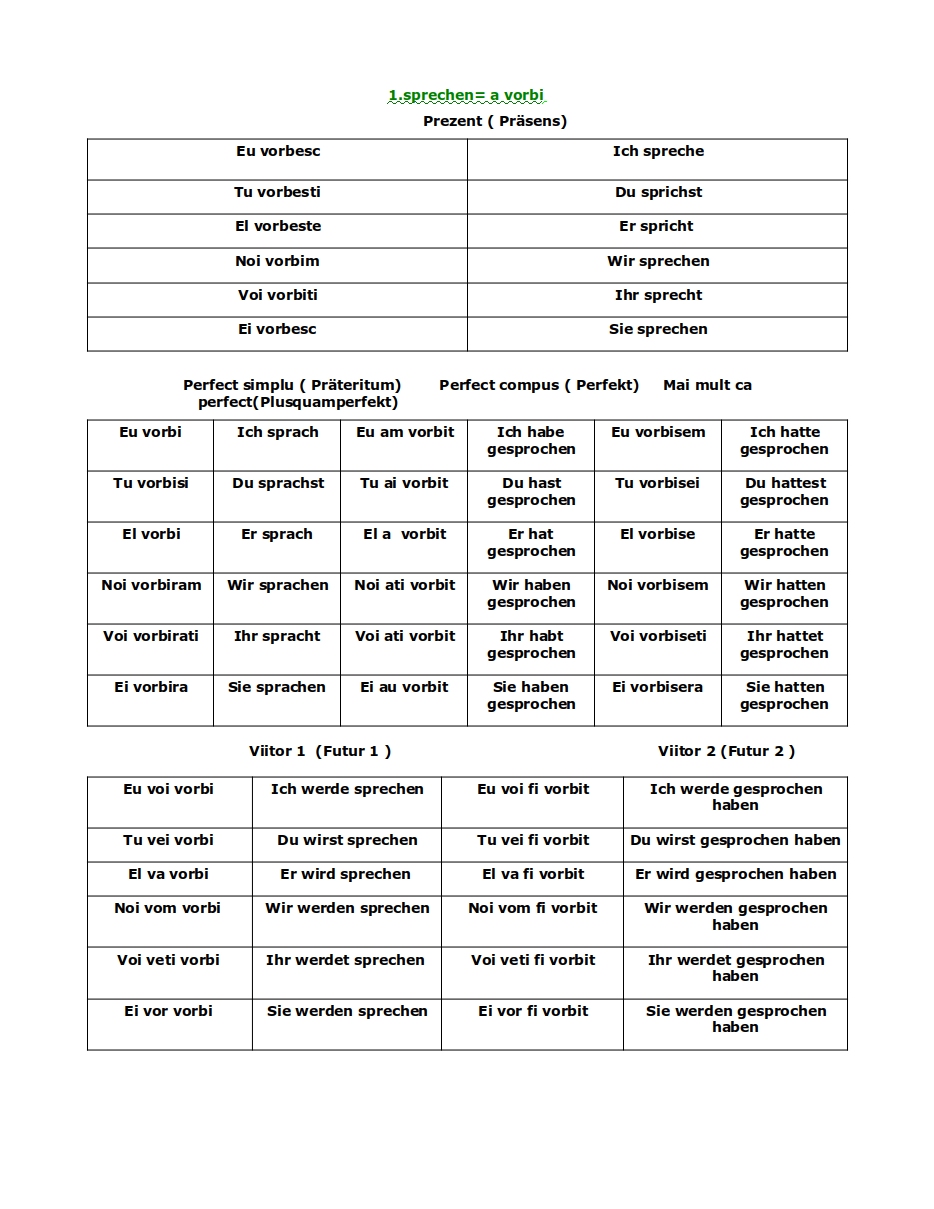 1.sprechen= a vorbi
Prezent ( Präsens)
Eu vorbesc Ich spreche
Tu vorbesti Du sprichst
El vorbeste Er spricht
Noi vorbim Wir sprechen
Voi vorbiti Ihr sprecht
Ei vorbesc Sie sprechen
Perfect simplu ( Präteritum) Perfect compus ( Perfekt) Mai mult ca
perfect(Plusquamperfekt)
Eu vorbi Ich sprach Eu am vorbit Ich habe Eu vorbisem Ich hatte
gesprochen gesprochen
Tu vorbisi Du sprachst Tu ai vorbit Du hast Tu vorbisei Du hattest
gesprochen gesprochen
El vorbi Er sprach El a  vorbit Er hat El vorbise Er hatte
gesprochen gesprochen
Noi vorbiram Wir sprachen Noi ati vorbit Wir haben Noi vorbisem Wir hatten
gesprochen gesprochen
Voi vorbirati Ihr spracht Voi ati vorbit Ihr habt Voi vorbiseti Ihr hattet
gesprochen gesprochen
Ei vorbira Sie sprachen Ei au vorbit Sie haben Ei vorbisera Sie hatten
gesprochen gesprochen
Viitor 1  (Futur 1 ) Viitor 2 (Futur 2 )
Eu voi vorbi Ich werde sprechen Eu voi fi vorbit Ich werde gesprochen
haben
Tu vei vorbi Du wirst sprechen Tu vei fi vorbit Du wirst gesprochen haben
El va vorbi Er wird sprechen El va fi vorbit Er wird gesprochen haben
Noi vom vorbi Wir werden sprechen Noi vom fi vorbit Wir werden gesprochen
haben
Voi veti vorbi Ihr werdet sprechen Voi veti fi vorbit Ihr werdet gesprochen
haben
Ei vor vorbi Sie werden sprechen Ei vor fi vorbit Sie werden gesprochen
haben